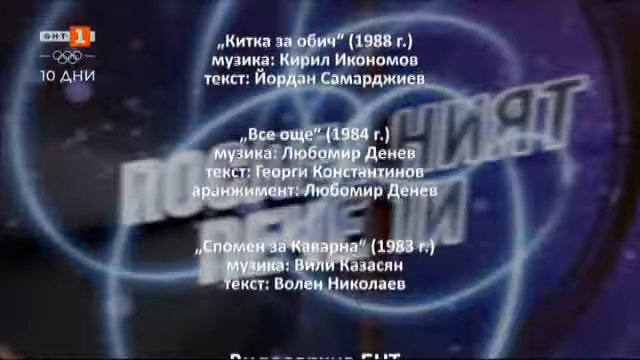 БНТ 1
10 ДНИ
„Китка за обич“ (1988 г.)
музика: Кирил Икономов
текст: Йордан Самарджиев
„Все още“ (1984 г.)
музика: Любомир Денев
текст: Георги Константинов
аранжимент: Любомир Денев
„Спомен за Каварна“ (1983 г.)
музика: Вили Казасян
текст: Волен Николаев